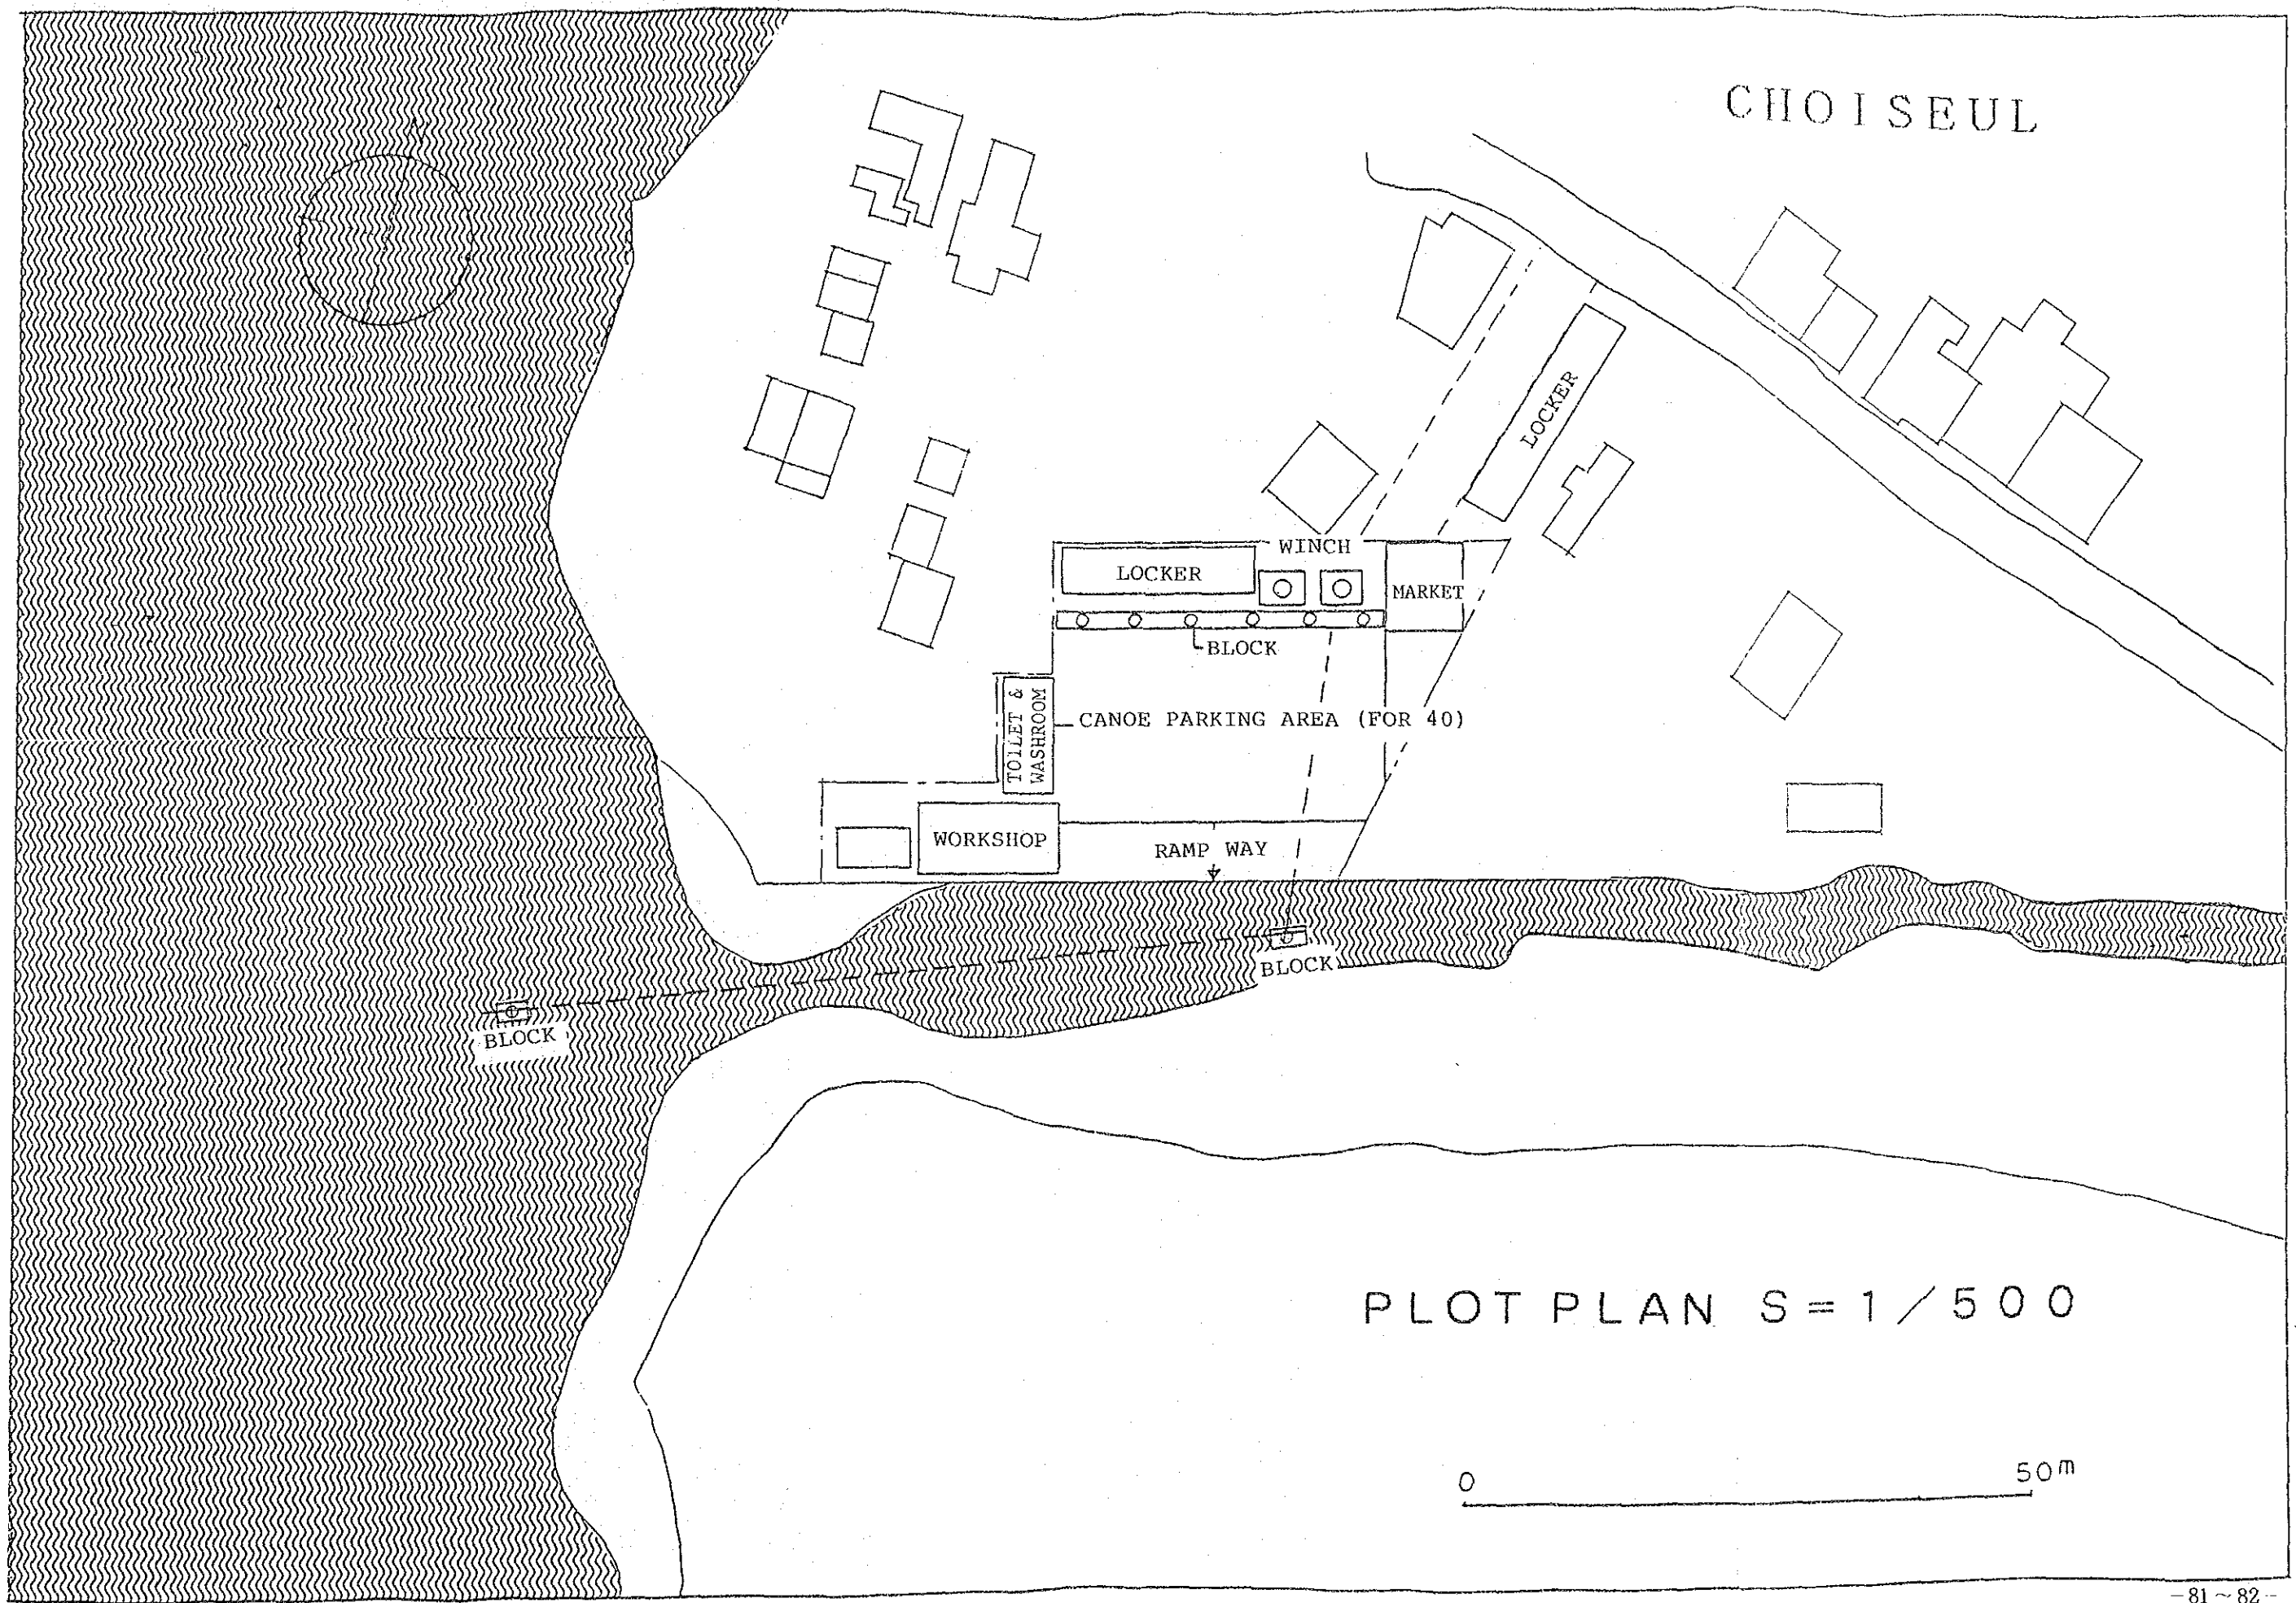 CHOISEUL
N
LOCKER
WINCH
LOCKER
MARKET
BLOCK
TOILET &
WASHROOM
CANOE PARKING AREA (FOR 40)
WORKSHOP
RAMP WAY
BLOCK
BLOCK
PLOT PLAN S=1/500
0 50m
-81~82-